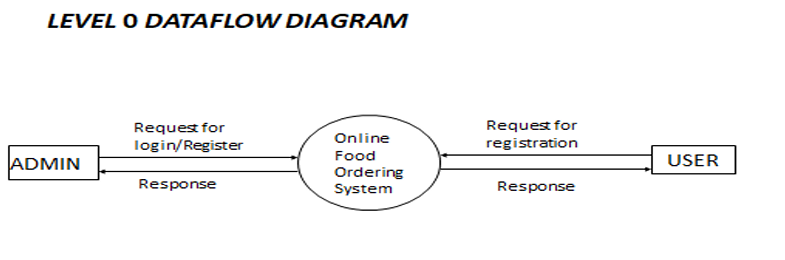 LEVEL 0 DATAFLOW DIAGRAM
Request for
login/Register
ADMIN
Response
Online
Food
Ordering
System
Request for
registration
USER
Response